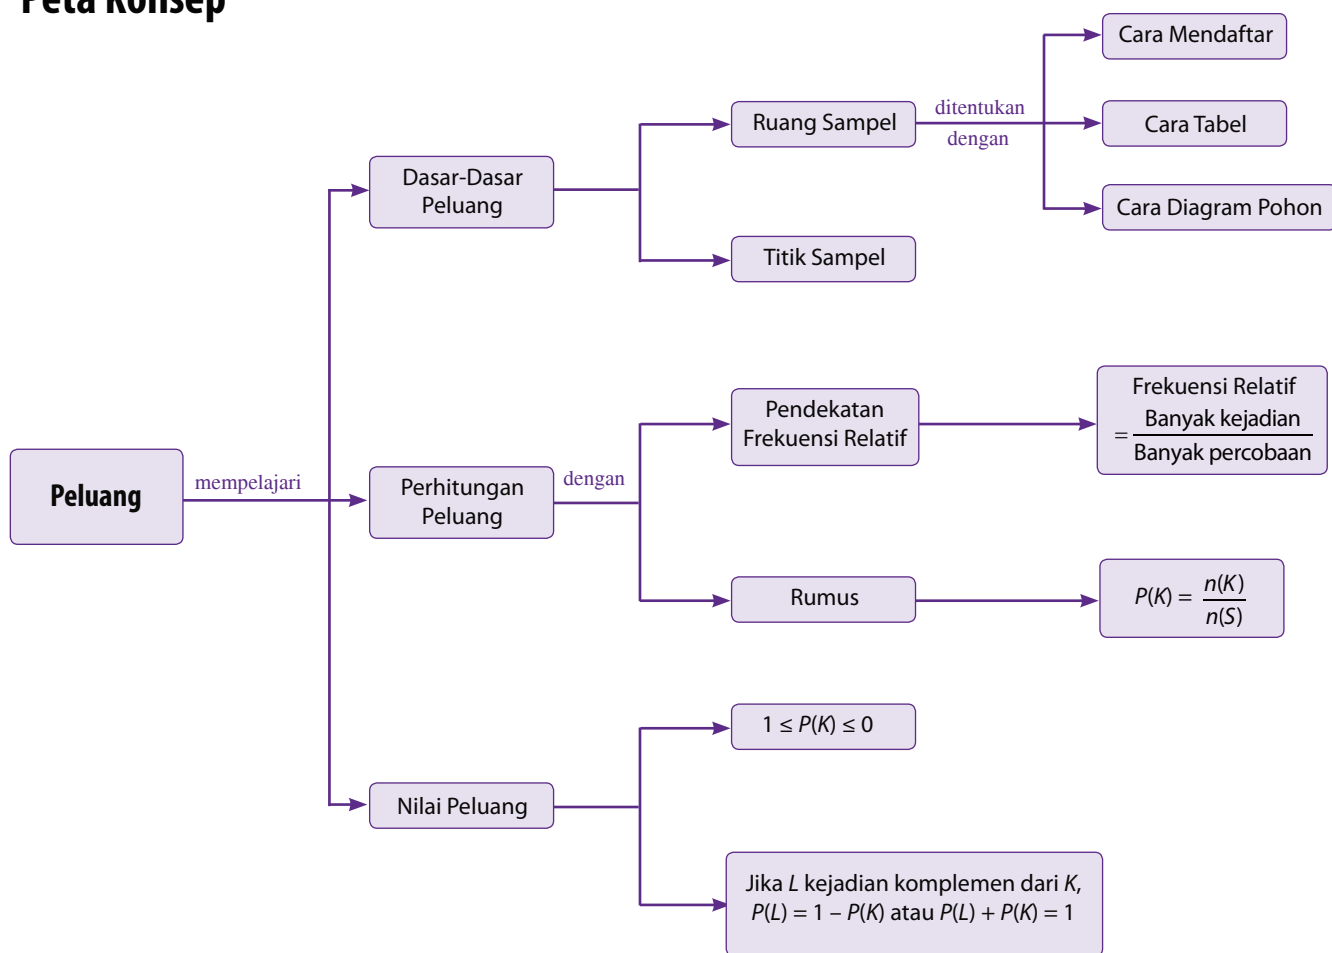 Peta Konsep
Cara Mendaftar
Ruang Sampel
ditentukan
dengan
Cara Tabel
Dasar-Dasar
Peluang
Cara Diagram Pohon
Titik Sampel
Peluang
mempelajari
Perhitungan
Peluang
dengan
Pendekatan
Frekuensi Relatif
Frekuensi Relatif
= Banyak kejadian
Banyak percobaan
Rumus
P(K) = n(K)
n(S)
Nilai Peluang
1 ≤ P(K) ≤ 0
Jika L kejadian komplemen dari K,
P(L) = 1 – P(K) atau P(L) + P(K) = 1